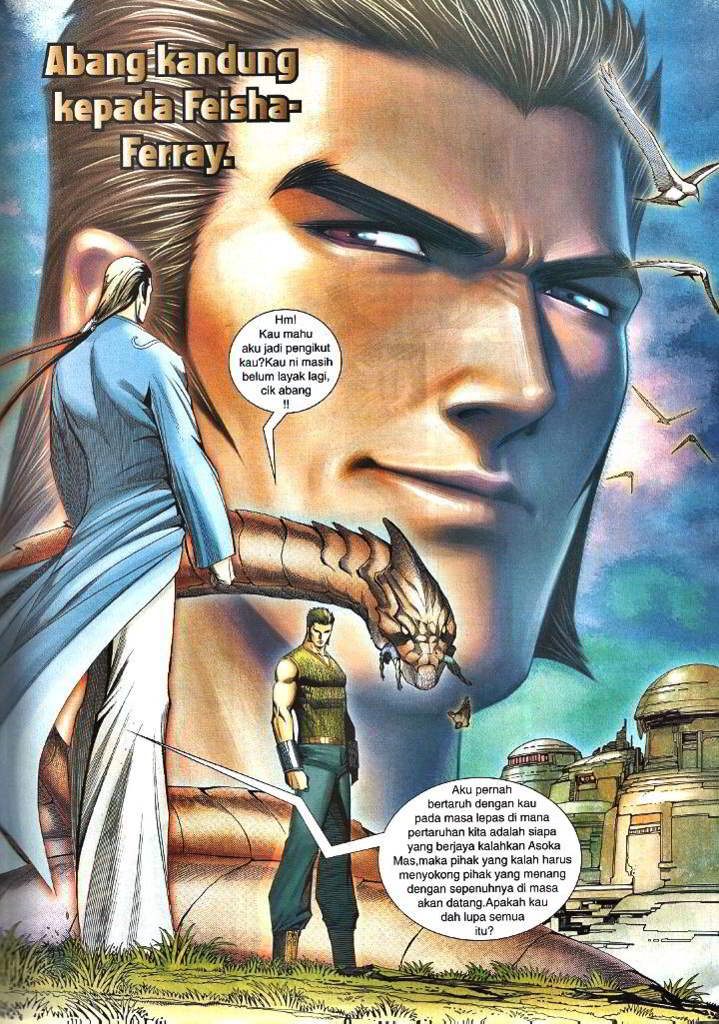 Abang kandung
kepada Feisha-
Ferray.
Hm!
Kau mahu
aku jadi pengikut
kau?Kau ni masih
belum layak lagi,
cik abang
!!
Aku pernah
bertaruh dengan kau
pada masa lepas di mana
pertaruhan kita adalah siapa
yang berjaya kalahkan Asoka
Mas,maka pihak yang kalah harus
menyokong pihak yang menang
dengan sepenuhnya di masa
akan datang.Apakah kau
dah lupa semua
itu?